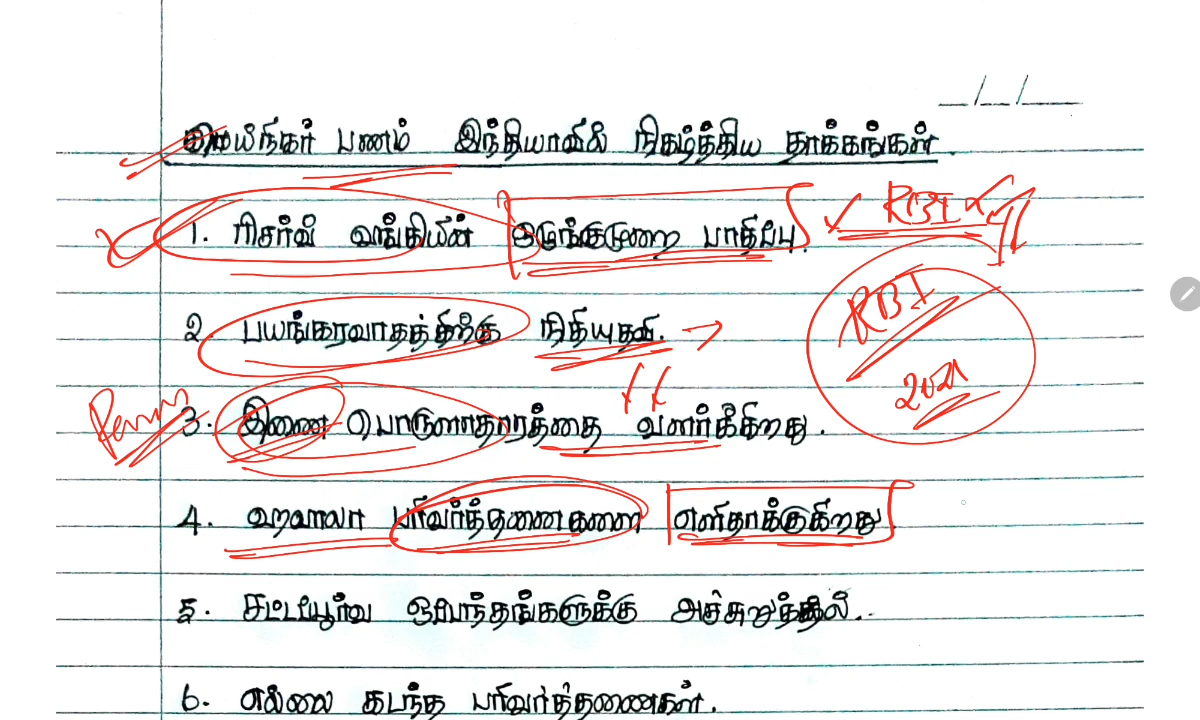 மெய்நிகர் பணம் இந்தியாவில் நிகழ்த்திய தாக்கங்கள்.
1. ரிசர்வ் வங்கியின் ஒழுங்குமுறை பாதிப்பு. RBI
2. பயங்கரவாதத்திற்கு நிதியுதவி. →
RBI
2021
3. இணை பொருளாதாரத்தை வளர்க்கிறது.
4. ஹவாலா பரிவர்த்தனைகளை எளிதாக்குகிறது
5. சட்டப்பூர்வ ஒப்பந்தங்களுக்கு அச்சுறுத்தல்.
6. எல்லை கடந்த பரிவர்த்தனைகள்.